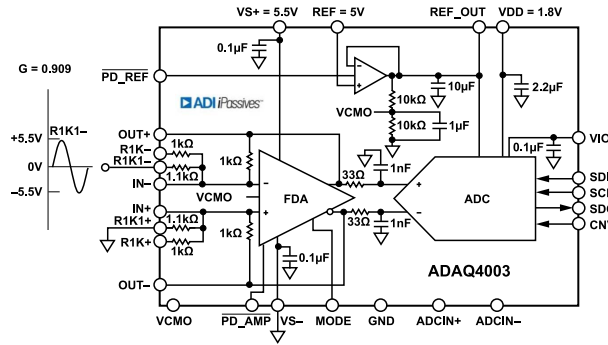 VS+ = 5.5V
REF = 5V
REF_OUT
VDD = 1.8V
0.1µF
G = 0.909
PD_REF
ADI iPassives™
10kΩ
10µF
2.2µF
VCMO
10kΩ
1µF
0.1µF
R1K1–
+5.5V
0V
–5.5V
OUT+
R1K–
1kΩ
R1K1–
1.1kΩ
1kΩ
IN–
VCMO
IN+
R1K1+
1.1kΩ
R1K+
1kΩ
1kΩ
OUT–
FDA
33Ω
1nF
33Ω
1nF
0.1µF
ADC
ADAQ4003
VCMO
PD_AMP
VS–
MODE
GND
ADCIN+
ADCIN–